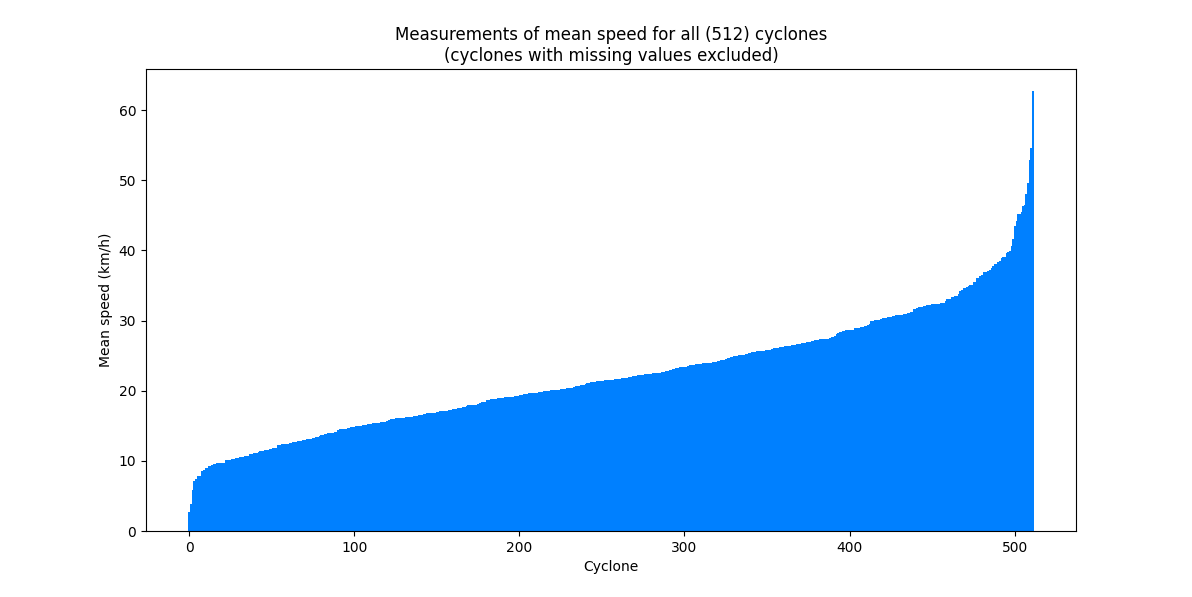 Measurements of mean speed for all (512) cyclones
(cyclones with missing values excluded)
60
50
40
30
20
10
0
Mean speed (km/h)
0 100 200 300 400 500
Cyclone